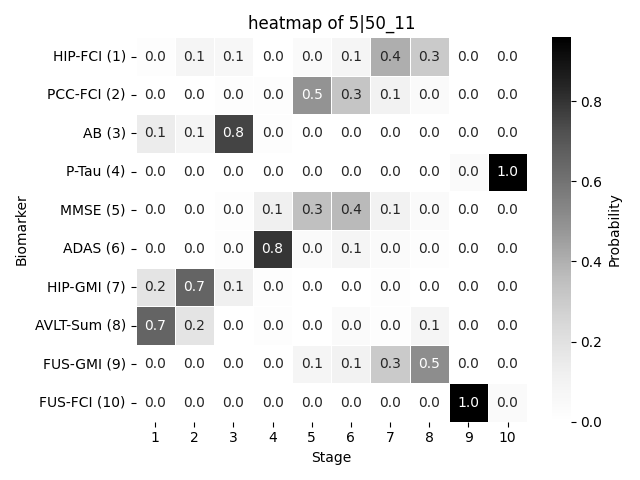 heatmap of 5|50_11
HIP-FCI (1) 0.0 0.1 0.1 0.0 0.0 0.1 0.4 0.3 0.0 0.0
PCC-FCI (2) 0.0 0.0 0.0 0.0 0.5 0.3 0.1 0.0 0.0 0.0
AB (3) 0.1 0.1 0.8 0.0 0.0 0.0 0.0 0.0 0.0 0.0
P-Tau (4) 0.0 0.0 0.0 0.0 0.0 0.0 0.0 0.0 0.0 1.0
MMSE (5) 0.0 0.0 0.0 0.1 0.3 0.4 0.1 0.0 0.0 0.0
ADAS (6) 0.0 0.0 0.0 0.8 0.0 0.1 0.0 0.0 0.0 0.0
HIP-GMI (7) 0.2 0.7 0.1 0.0 0.0 0.0 0.0 0.0 0.0 0.0
AVLT-Sum (8) 0.7 0.2 0.0 0.0 0.0 0.0 0.0 0.1 0.0 0.0
FUS-GMI (9) 0.0 0.0 0.0 0.0 0.1 0.1 0.3 0.5 0.0 0.0
FUS-FCI (10) 0.0 0.0 0.0 0.0 0.0 0.0 0.0 0.0 1.0 0.0
1 2 3 4 5 6 7 8 9 10
Stage
Biomarker
0.8
0.6
0.4
0.2
0.0
Probability